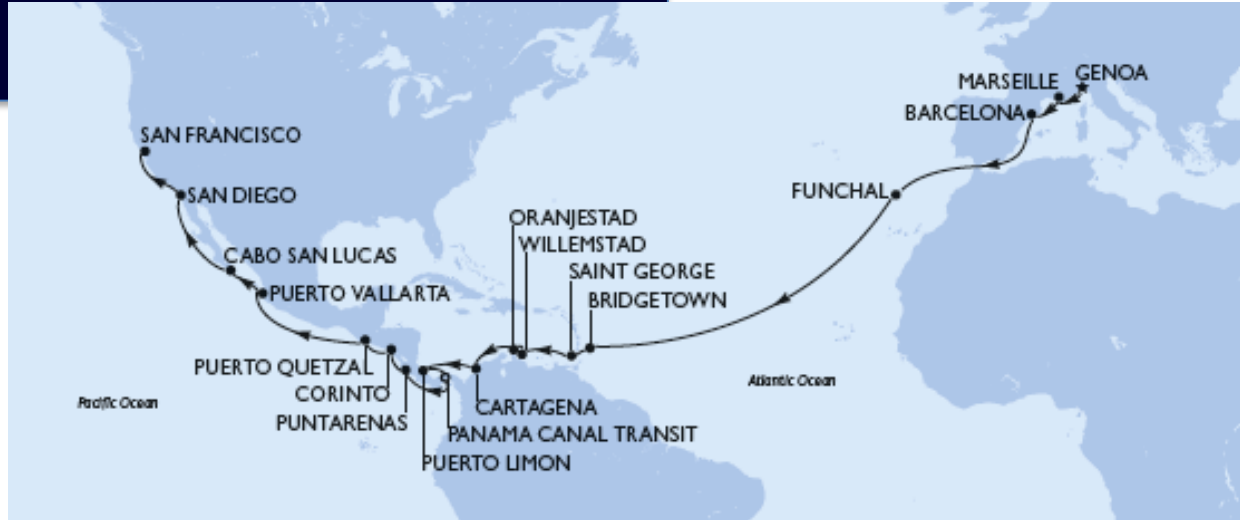 GENOA
MARSEILLE
BARCELONA
SAN FRANCISCO
SAN DIEGO
FUNCHAL
ORANJESTAD
WILLEMSTAD
CABO SAN LUCAS
SAINT GEORGE
PUERTO VALLARTA
BRIDGETOWN
PUERTO QUETZAL
CORINTO
Atlantic Ocean
Pacific Ocean
PUNTARENAS
CARTAGENA
PANAMA CANAL TRANSIT
PUERTO LIMON